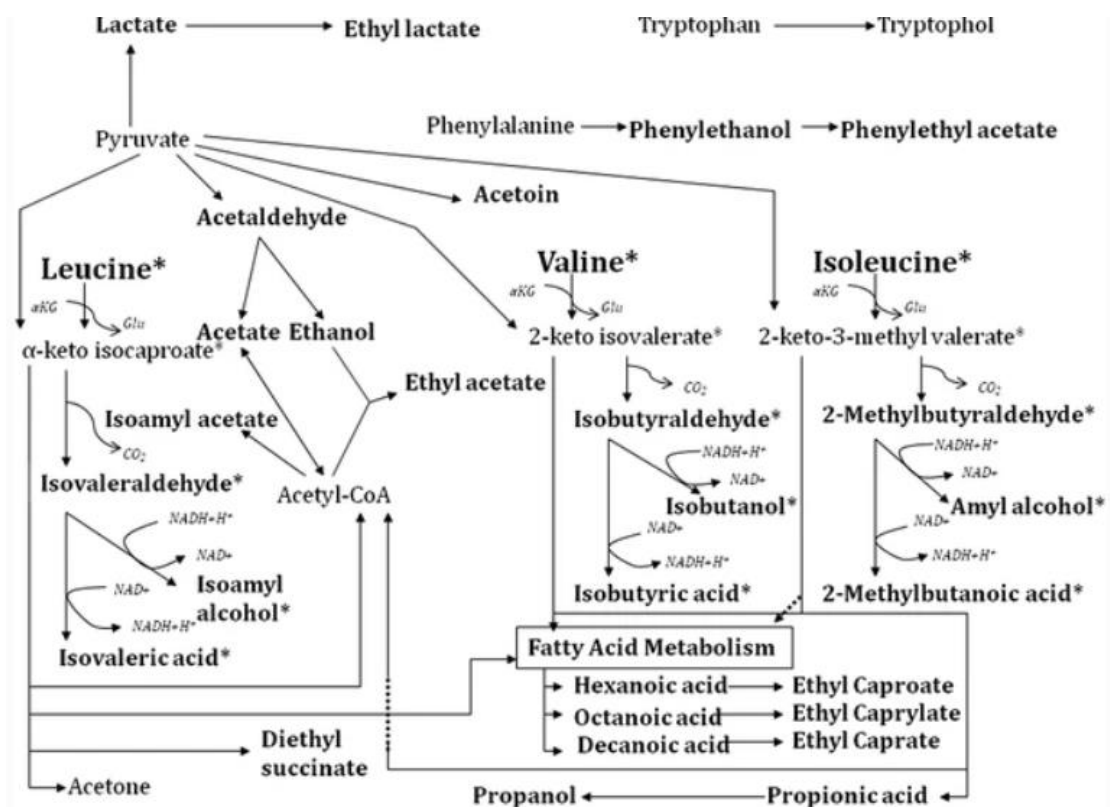 Lactate
Ethyl lactate
Tryptophan
Tryptophol
Phenylalanine
Phenylethanol
Phenylethyl acetate
Pyruvate
Acetoin
Acetaldehyde
Leucine*
Valine*
Isoleucine*
αKG
Glu
αKG
Glu
αKG
Glu
α-keto isocaproate*
Acetate
Ethanol
2-keto isovalerate*
2-keto-3-methyl valerate*
Ethyl acetate
CO₂
CO₂
Isoamyl acetate
Isobutyraldehyde*
2-Methylbutyraldehyde*
CO₂
Isovaleraldehyde*
Acetyl-CoA
NADH+H⁺
NAD+
Isobutanol*
NADH+H⁺
NAD+
Amyl alcohol*
NADH+H⁺
NAD+
NAD+
NADH+H⁺
NAD+
NADH+H⁺
Isoamyl
alcohol*
NAD+
NADH+H⁺
Isobutyric acid*
2-Methylbutanoic acid*
Isovaleric acid*
Fatty Acid Metabolism
Hexanoic acid
Ethyl Caproate
Octanoic acid
Ethyl Caprylate
Decanoic acid
Ethyl Caprate
Diethyl
succinate
Acetone
Propanol
Propionic acid